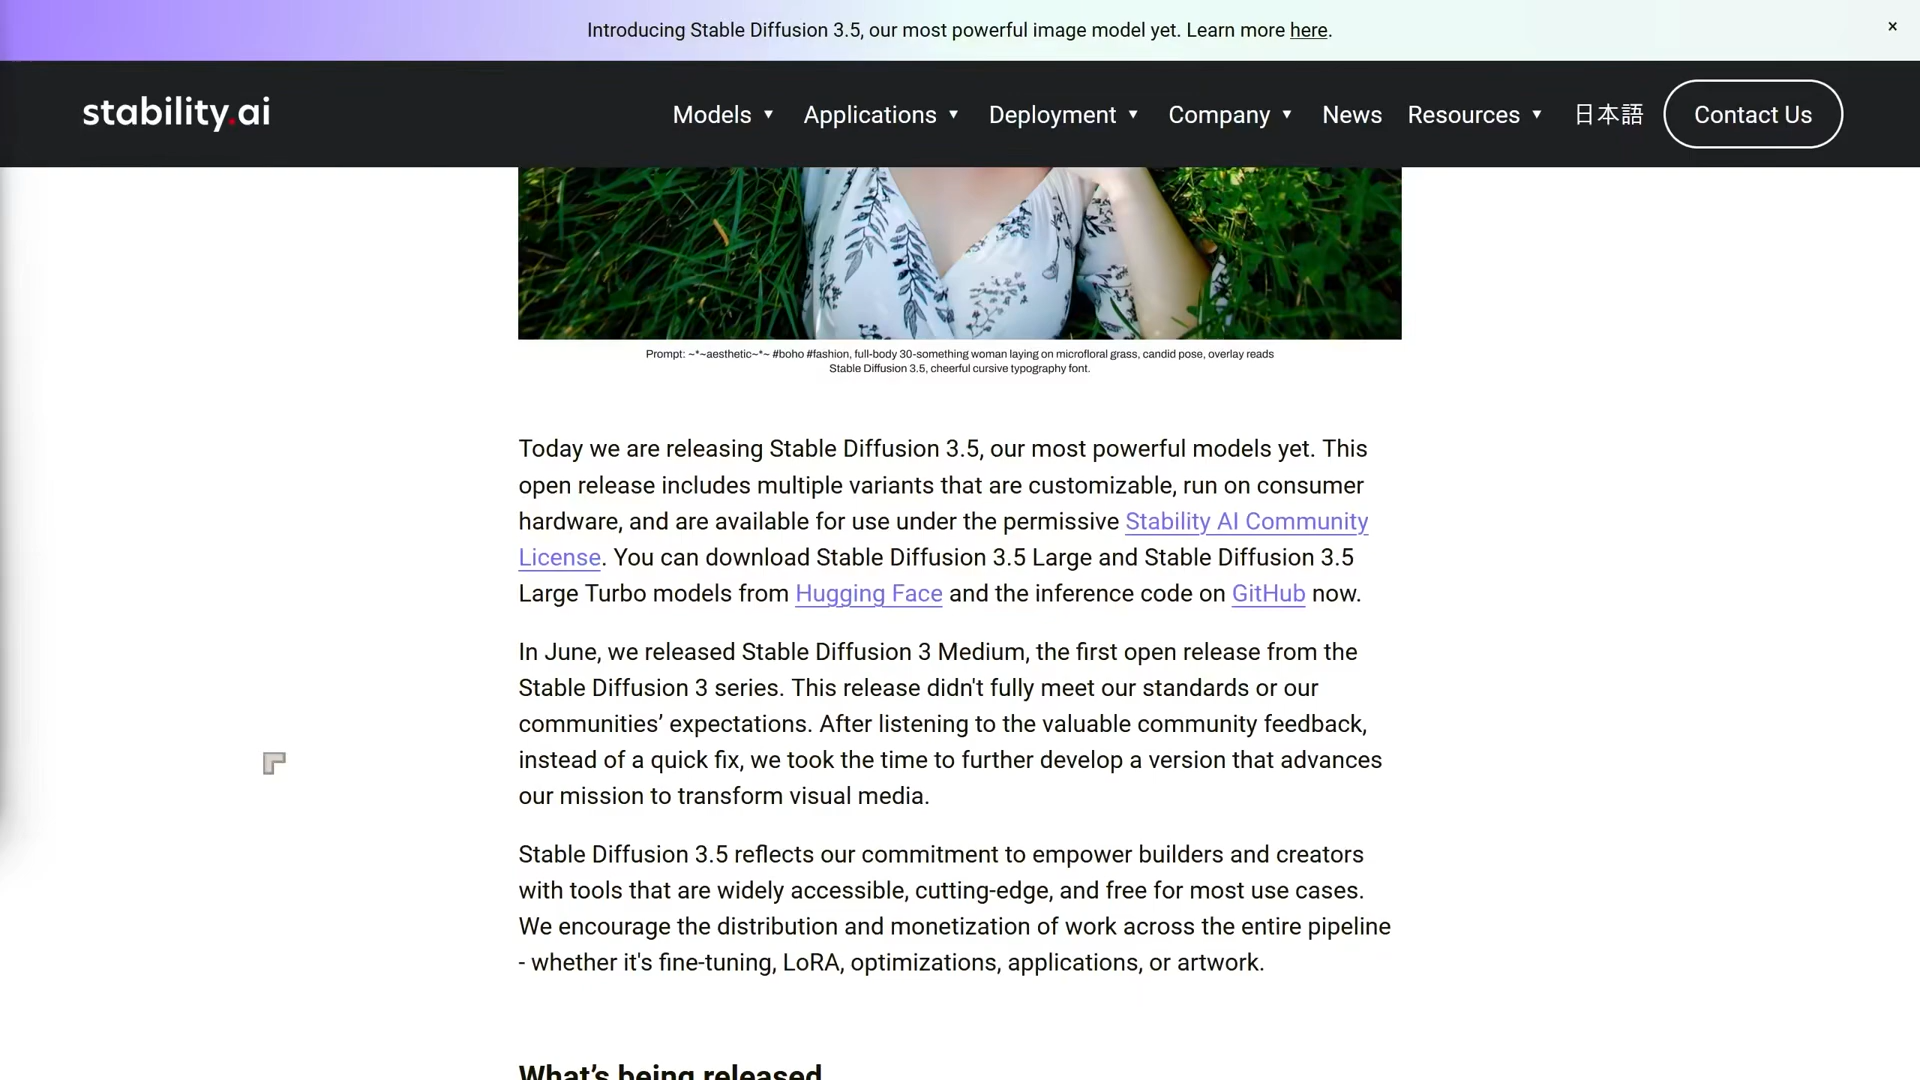 Introducing Stable Diffusion 3.5, our most powerful image model yet. Learn more here.
×
stability.ai
Models ▼ Applications ▼ Deployment ▼ Company ▼ News Resources ▼ 日本語 Contact Us
Prompt: ~*~aesthetic~*~ #boho #fashion, full-body 30-something woman laying on microfloral grass, candid pose, overlay reads
Stable Diffusion 3.5, cheerful cursive typography font.
Today we are releasing Stable Diffusion 3.5, our most powerful models yet. This
open release includes multiple variants that are customizable, run on consumer
hardware, and are available for use under the permissive Stability AI Community
License. You can download Stable Diffusion 3.5 Large and Stable Diffusion 3.5
Large Turbo models from Hugging Face and the inference code on GitHub now.
In June, we released Stable Diffusion 3 Medium, the first open release from the
Stable Diffusion 3 series. This release didn't fully meet our standards or our
communities’ expectations. After listening to the valuable community feedback,
instead of a quick fix, we took the time to further develop a version that advances
our mission to transform visual media.
Stable Diffusion 3.5 reflects our commitment to empower builders and creators
with tools that are widely accessible, cutting-edge, and free for most use cases.
We encourage the distribution and monetization of work across the entire pipeline
- whether it's fine-tuning, LoRA, optimizations, applications, or artwork.
What’s being released